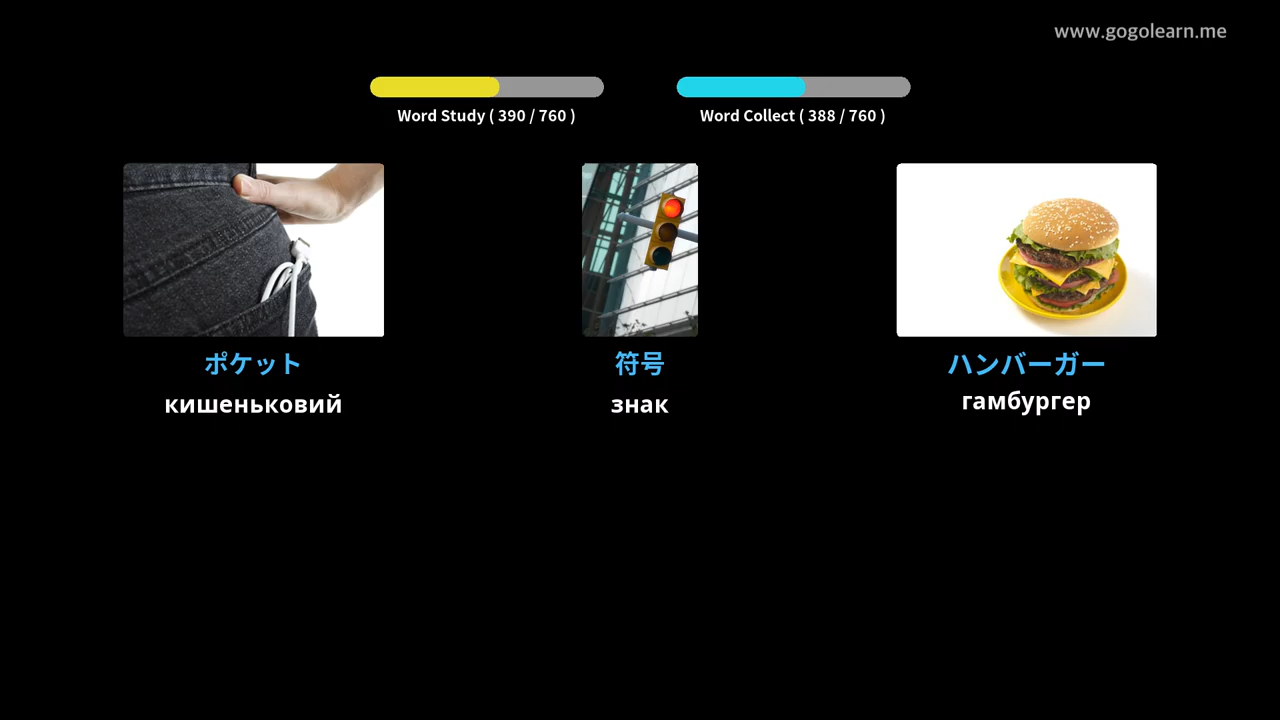 www.gogolearn.me
Word Study ( 390 / 760 )
Word Collect ( 388 / 760 )
ポケット
符号
ハンバーガー
кишеньковий
знак
гамбургер